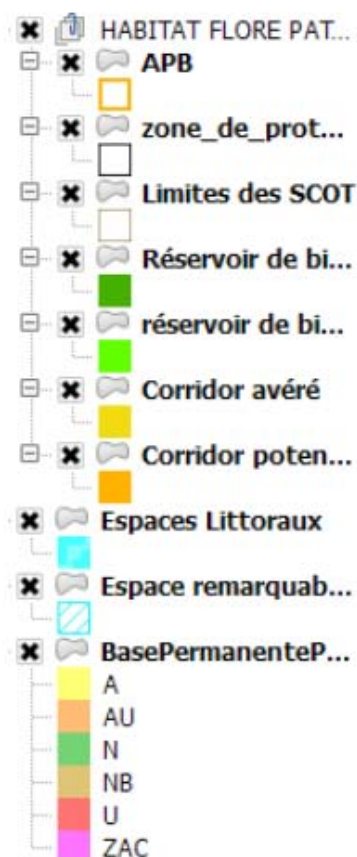 HABITAT FLORE PAT...
APB
zone_de_prot...
Limites des SCOT
Réservoir de bi...
réservoir de bi...
Corridor avéré
Corridor poten...
Espaces Littoraux
Espace remarquab...
BasePermanenteP...
A
AU
N
NB
U
ZAC